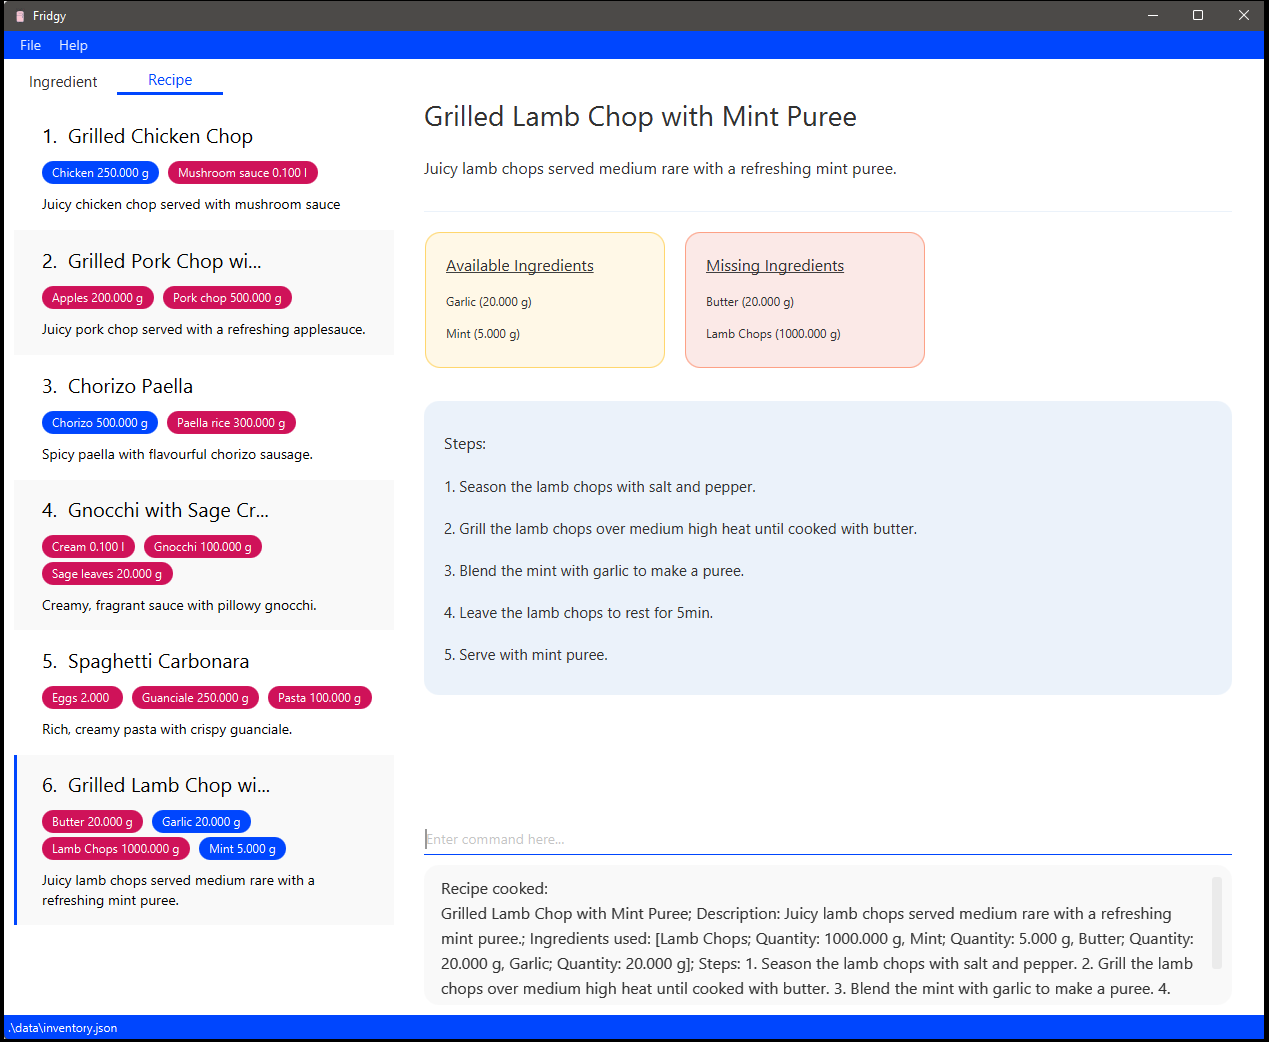 Fridgy
File Help
Ingredient Recipe
1. Grilled Chicken Chop
Chicken 250.000 g Mushroom sauce 0.100 l
Juicy chicken chop served with mushroom sauce
2. Grilled Pork Chop wi...
Apples 200.000 g Pork chop 500.000 g
Juicy pork chop served with a refreshing applesauce.
3. Chorizo Paella
Chorizo 500.000 g Paella rice 300.000 g
Spicy paella with flavourful chorizo sausage.
4. Gnocchi with Sage Cr...
Cream 0.100 l Gnocchi 100.000 g
Sage leaves 20.000 g
Creamy, fragrant sauce with pillowy gnocchi.
5. Spaghetti Carbonara
Eggs 2.000 Guanciale 250.000 g Pasta 100.000 g
Rich, creamy pasta with crispy guanciale.
6. Grilled Lamb Chop wi...
Butter 20.000 g Garlic 20.000 g
Lamb Chops 1000.000 g Mint 5.000 g
Juicy lamb chops served medium rare with a
refreshing mint puree.
Grilled Lamb Chop with Mint Puree
Juicy lamb chops served medium rare with a refreshing mint puree.
Available Ingredients
Garlic (20.000 g)
Mint (5.000 g)
Missing Ingredients
Butter (20.000 g)
Lamb Chops (1000.000 g)
Steps:
1. Season the lamb chops with salt and pepper.
2. Grill the lamb chops over medium high heat until cooked with butter.
3. Blend the mint with garlic to make a puree.
4. Leave the lamb chops to rest for 5min.
5. Serve with mint puree.
Enter command here...
Recipe cooked:
Grilled Lamb Chop with Mint Puree; Description: Juicy lamb chops served medium rare with a refreshing
mint puree.; Ingredients used: [Lamb Chops; Quantity: 1000.000 g, Mint; Quantity: 5.000 g, Butter; Quantity:
20.000 g, Garlic; Quantity: 20.000 g]; Steps: 1. Season the lamb chops with salt and pepper. 2. Grill the lamb
chops over medium high heat until cooked with butter. 3. Blend the mint with garlic to make a puree. 4.
.\data\inventory.json